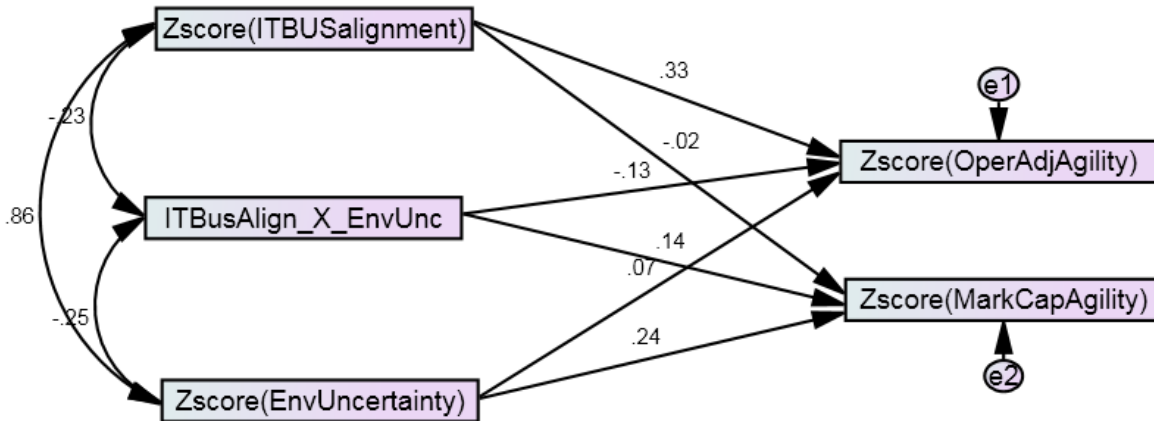 Zscore(ITBUSalignment)
.33
e1
-.23
-.02
Zscore(OperAdjAgility)
-.13
.86
ITBusAlign_X_EnvUnc
.14
.07
Zscore(MarkCapAgility)
-.25
.24
e2
Zscore(EnvUncertainty)